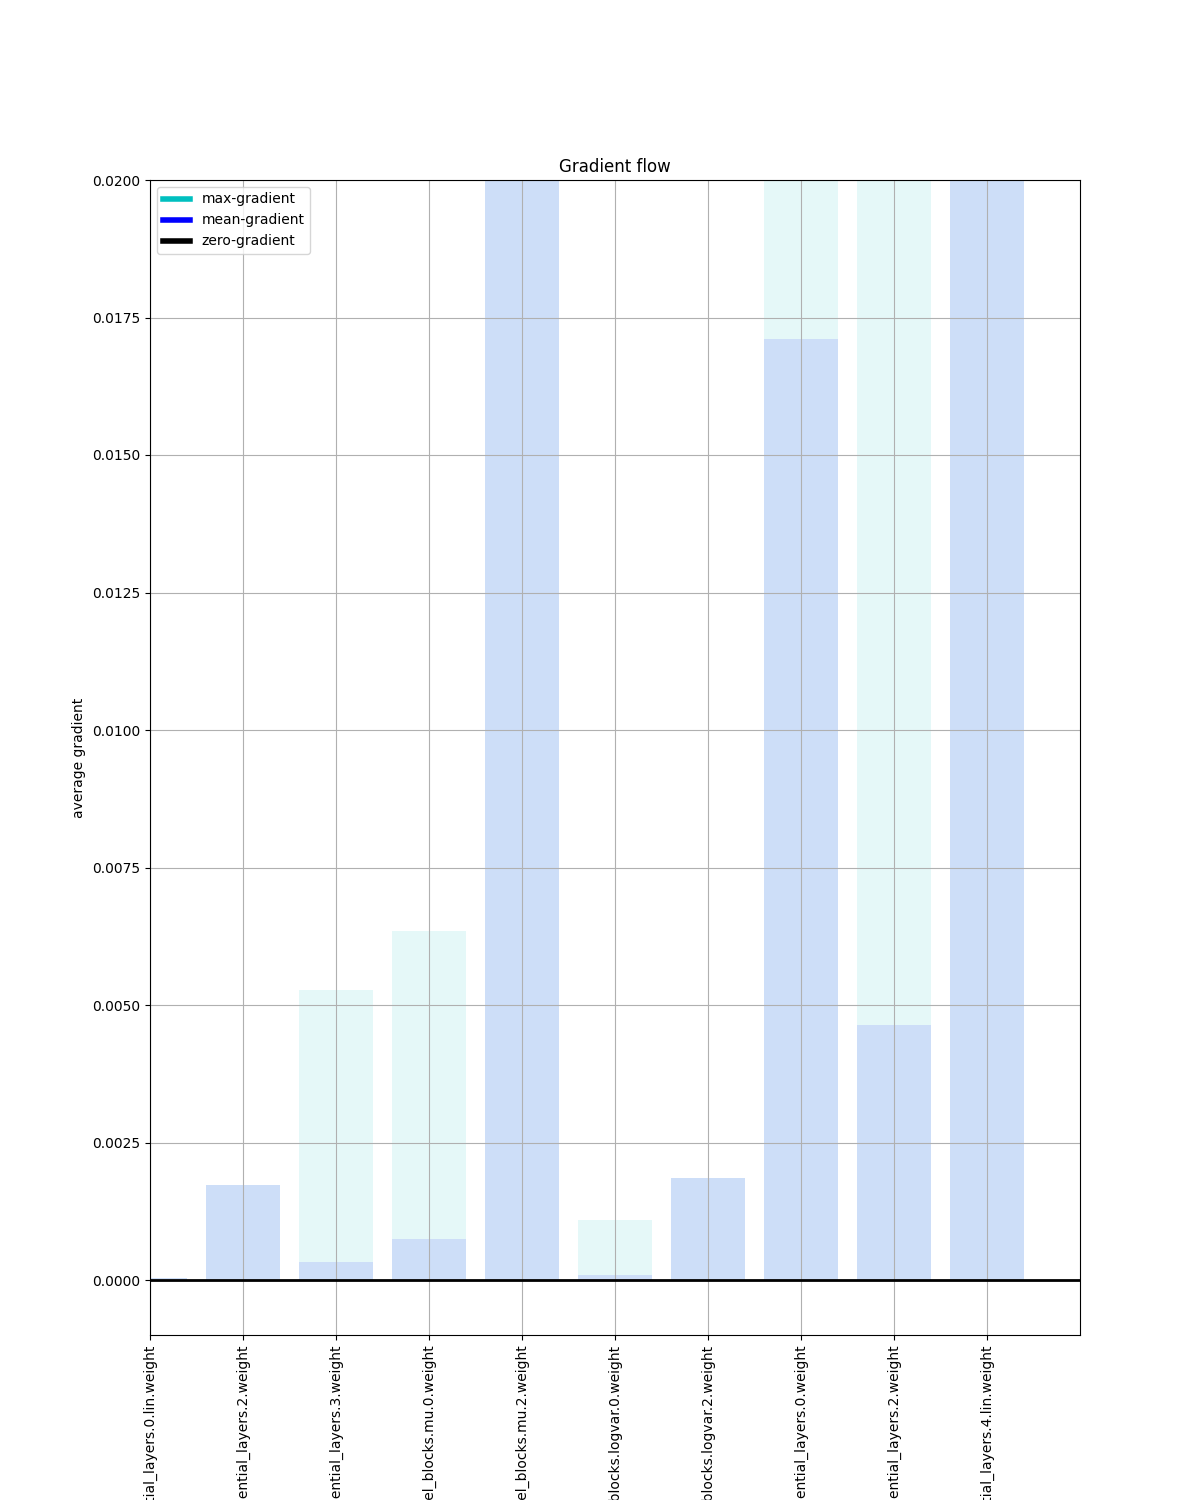 Gradient flow
max-gradient
mean-gradient
zero-gradient
0.0200
0.0175
0.0150
0.0125
0.0100
0.0075
0.0050
0.0025
0.0000
average gradient
tial_layers.0.lin.weight
ential_layers.2.weight
ential_layers.3.weight
el_blocks.mu.0.weight
el_blocks.mu.2.weight
blocks.logvar.0.weight
blocks.logvar.2.weight
ential_layers.0.weight
ential_layers.2.weight
tial_layers.4.lin.weight